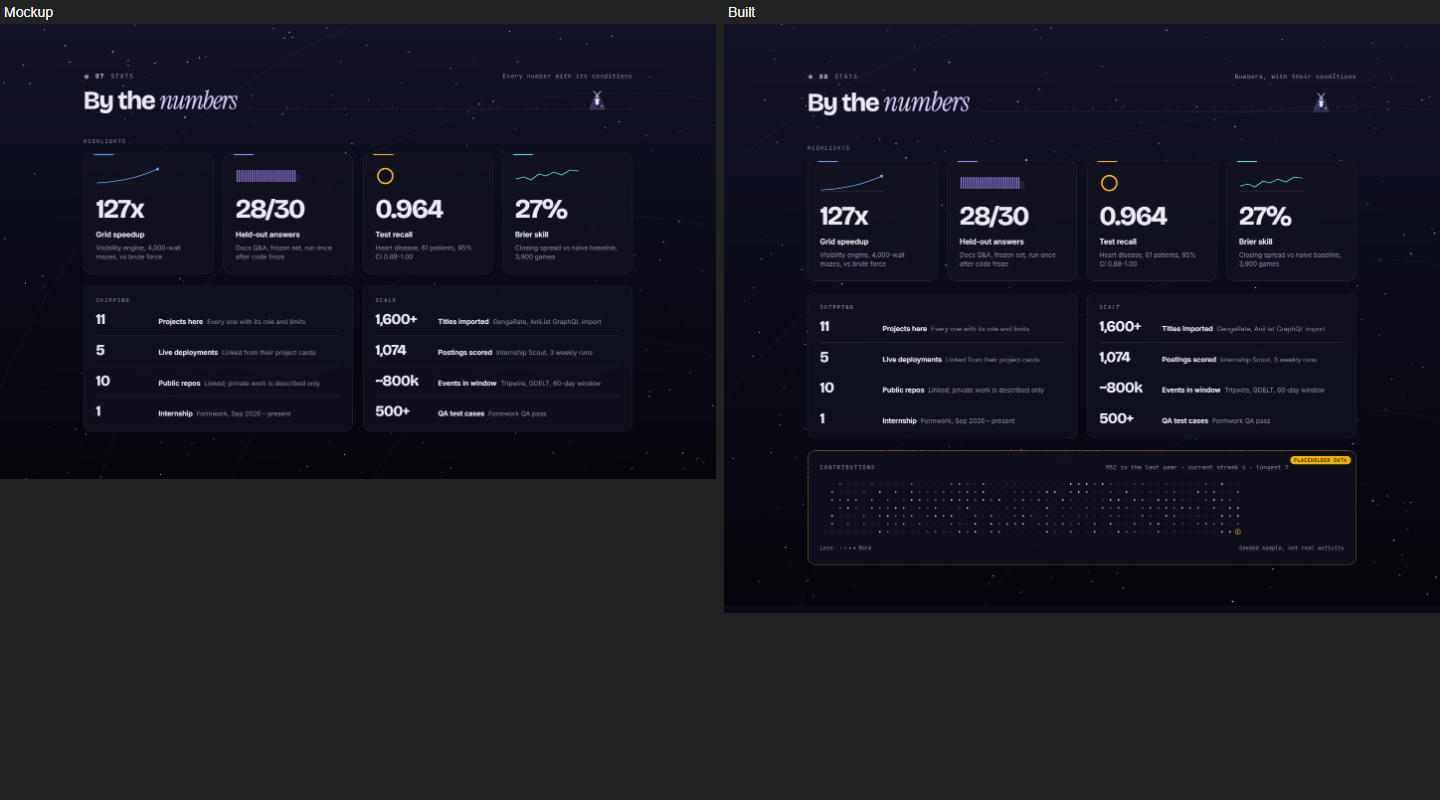 Mockup
07 STATS
Every number with its conditions
By the numbers
HIGHLIGHTS
127x
Grid speedup
Visibility engine, 4,000-wall
mazes, vs brute force
28/30
Held-out answers
Docs Q&A, frozen set, run once
after code froze
0.964
Test recall
Heart disease, 61 patients, 95%
CI 0.88-1.00
27%
Brier skill
Closing spread vs naive baseline,
3,900 games
SHIPPING
11 Projects here Every one with its role and limits
5 Live deployments Linked from their project cards
10 Public repos Linked; private work is described only
1 Internship Formwork, Sep 2026 – present
SCALE
1,600+ Titles imported GengaRate, AniList GraphQL import
1,074 Postings scored Internship Scout, 3 weekly runs
~800k Events in window Tripwire, GDELT, 60-day window
500+ QA test cases Formwork QA pass
Built
08 STATS
Numbers, with their conditions
By the numbers
HIGHLIGHTS
127x
Grid speedup
Visibility engine, 4,000-wall
mazes, vs brute force
28/30
Held-out answers
Docs Q&A, frozen set, run once
after code froze
0.964
Test recall
Heart disease, 61 patients, 95%
CI 0.88-1.00
27%
Brier skill
Closing spread vs naive baseline,
3,900 games
SHIPPING
11 Projects here Every one with its role and limits
5 Live deployments Linked from their project cards
10 Public repos Linked; private work is described only
1 Internship Formwork, Sep 2026 – present
SCALE
1,600+ Titles imported GengaRate, AniList GraphQL import
1,074 Postings scored Internship Scout, 3 weekly runs
~800k Events in window Tripwire, GDELT, 60-day window
500+ QA test cases Formwork QA pass
PLACEHOLDER DATA
CONTRIBUTIONS
952 in the last year - current streak 4 - longest 7
Less More
Seeded sample, not real activity